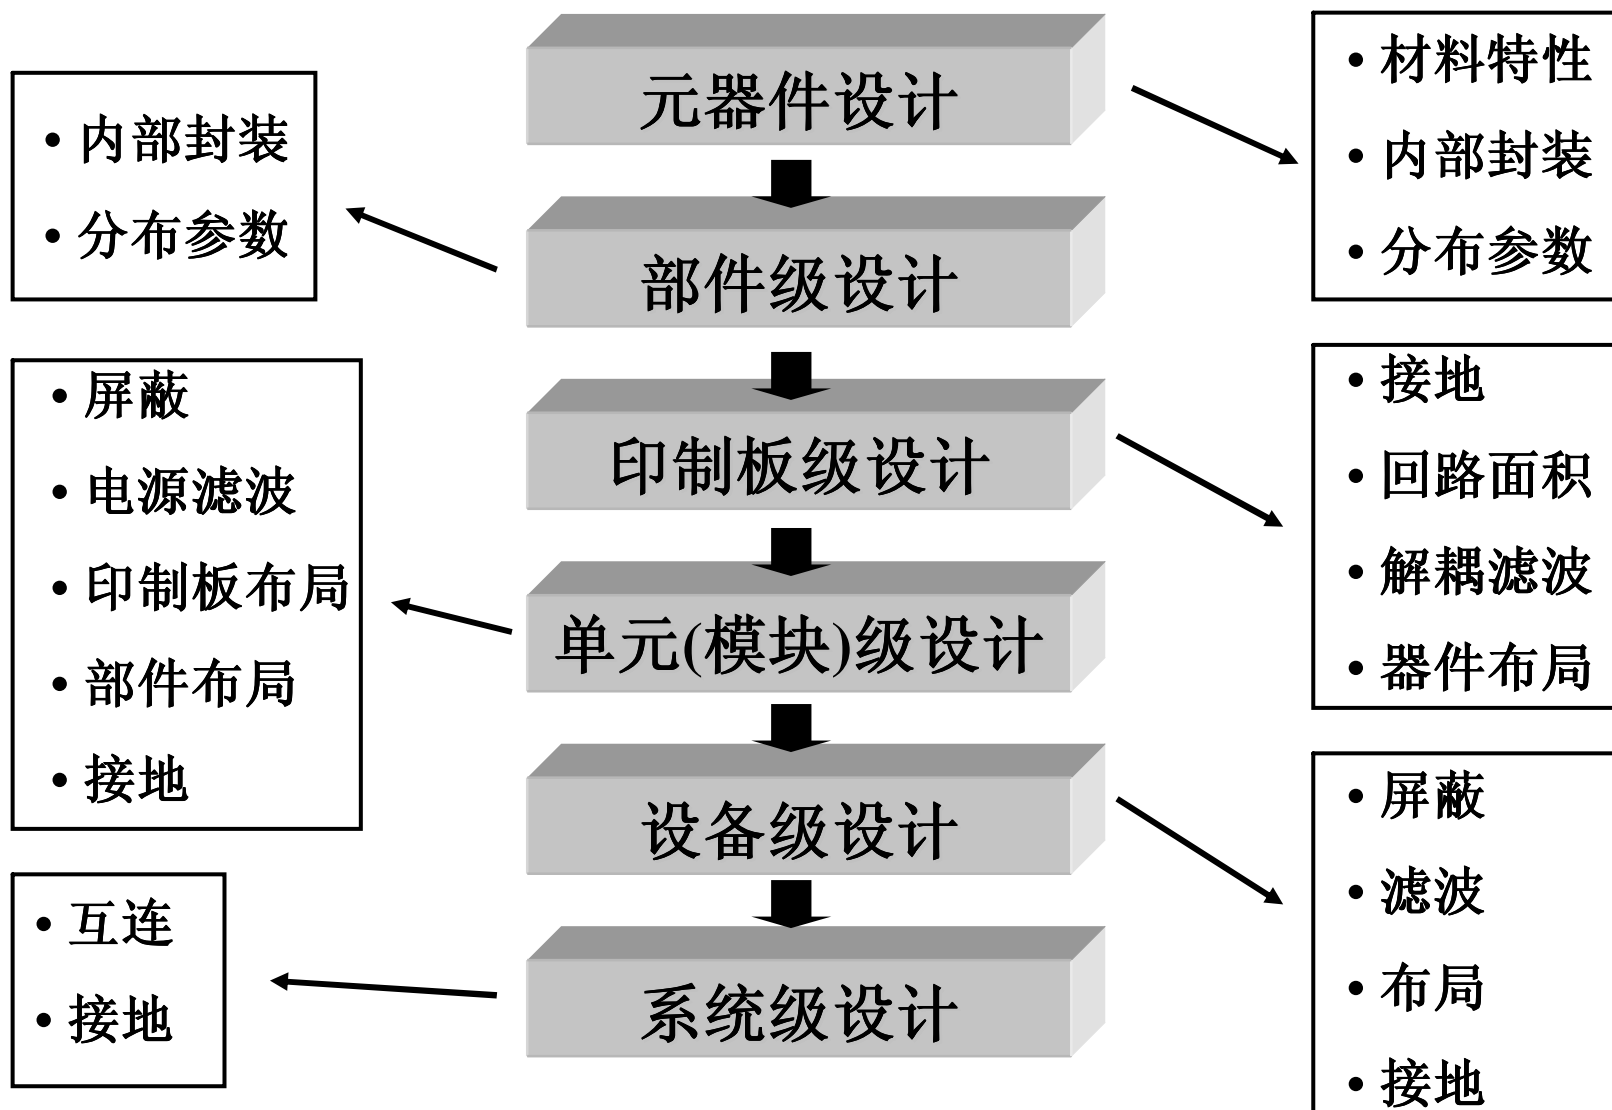 元器件设计
• 材料特性
• 内部封装
• 分布参数
部件级设计
• 内部封装
• 分布参数
印制板级设计
• 接地
• 回路面积
• 解耦滤波
• 器件布局
单元(模块)级设计
• 屏蔽
• 电源滤波
• 印制板布局
• 部件布局
• 接地
设备级设计
• 屏蔽
• 滤波
• 布局
• 接地
系统级设计
• 互连
• 接地